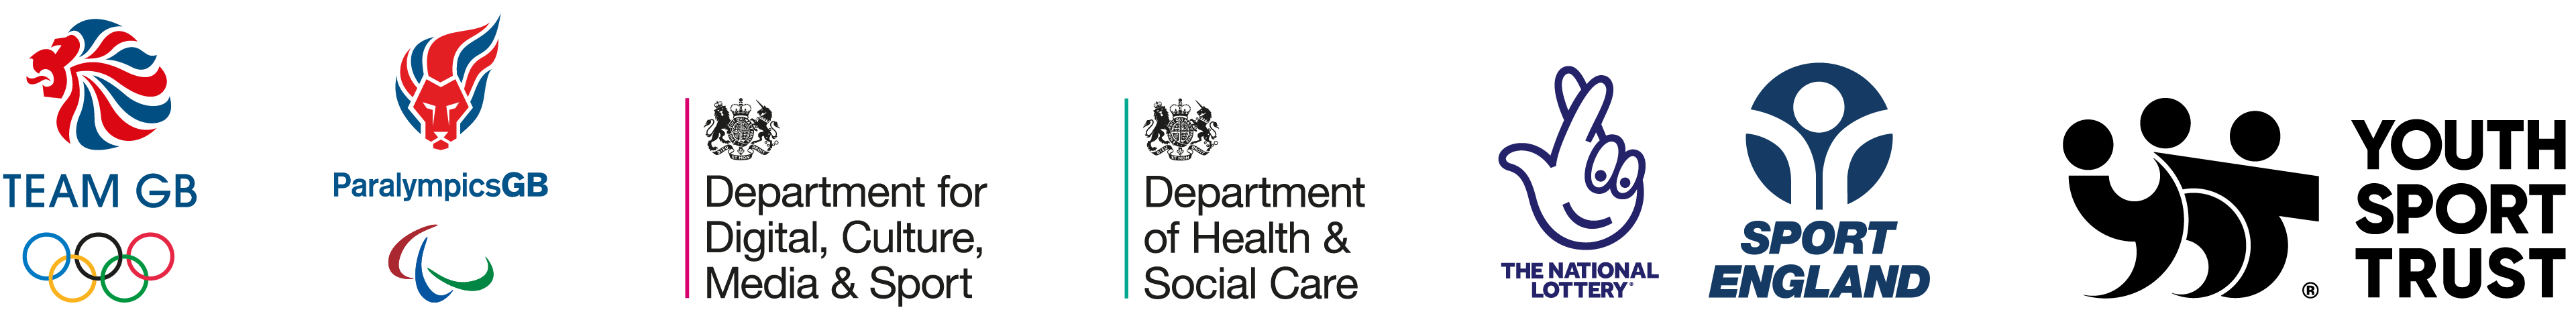 TEAM GB
ParalympicsGB
Department for
Digital, Culture,
Media & Sport
Department
of Health &
Social Care
THE NATIONAL
LOTTERY®
SPORT
ENGLAND
®
YOUTH
SPORT
TRUST